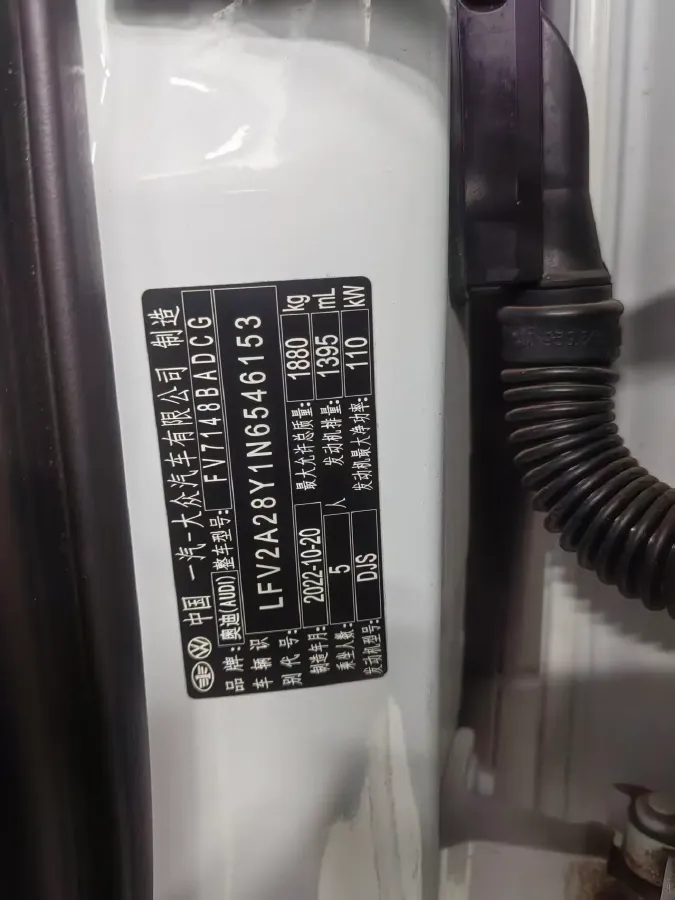 中国 一汽-大众汽车有限公司 制造
品牌: 奥迪(AUDI) 整车型号: FV7148BADCG
车辆识别代号: LFV2A28Y1N6546153
制造年月: 2022-10-20 最大允许总质量: 1880 kg
乘坐人数: 5 人 发动机排量: 1395 mL
发动机型号: DJS 发动机最大净功率: 110 kW